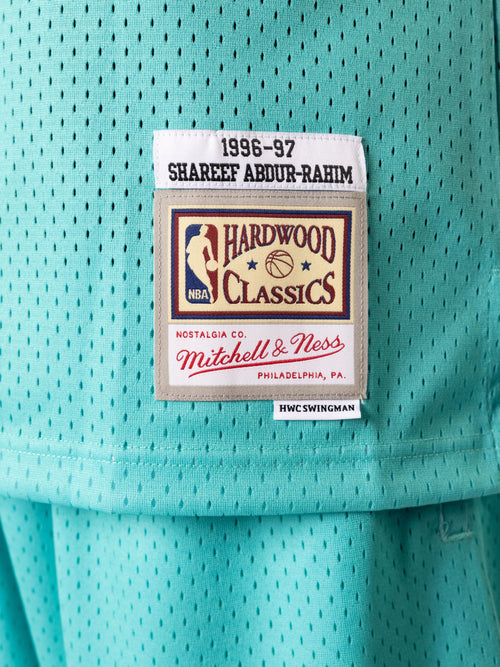 1996-97
SHAREEF ABDUR-RAHIM
HARDWOOD
NBA
CLASSICS
NOSTALGIA CO.
Mitchell & Ness
PHILADELPHIA, PA.
HWC SWINGMAN